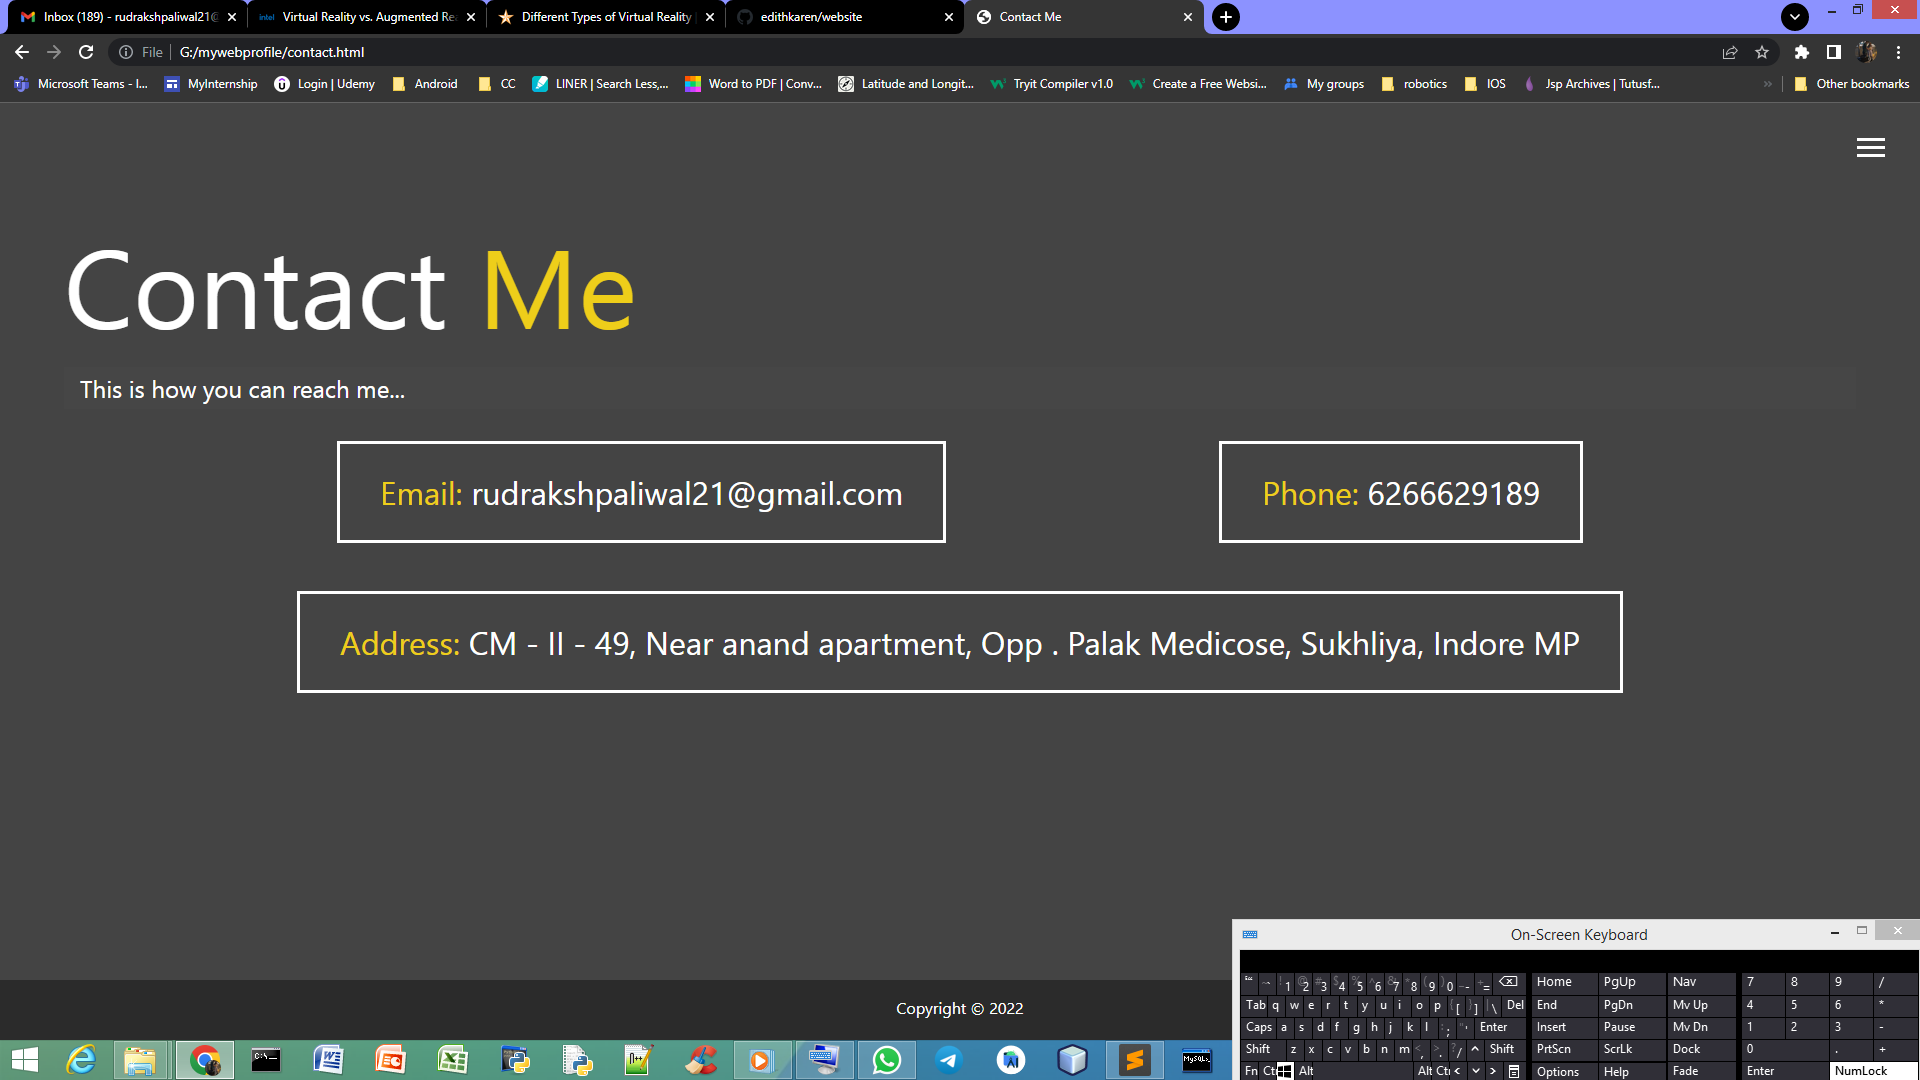 Inbox (189) - rudrakshpaliwal21@
Virtual Reality vs. Augmented Re
Different Types of Virtual Reality
edithkaren/website
Contact Me
File
G:/mywebprofile/contact.html
Microsoft Teams - l...
MyInternship
Login | Udemy
Android
CC
LINER | Search Less,...
Word to PDF | Conv...
Latitude and Longit...
Tryit Compiler v1.0
Create a Free Websi...
My groups
robotics
IOS
Jsp Archives | Tutusf...
Other bookmarks
Contact Me
This is how you can reach me...
Email: rudrakshpaliwal21@gmail.com
Phone: 6266629189
Address: CM - II - 49, Near anand apartment, Opp . Palak Medicose, Sukhliya, Indore MP
Copyright © 2022
On-Screen Keyboard
1 2 3 4 5 6 7 8 9 0 - = Home PgUp Nav 7 8 9 /
Tab q w e r t y u i o p [ ] \ Del End PgDn Mv Up 4 5 6 *
Caps a s d f g h j k l ; ' Enter Insert Pause Mv Dn 1 2 3 -
Shift z x c v b n m , . / ^ Shift PrtScn ScrLk Dock 0 . +
Fn Alt Alt < > Options Help Fade Enter NumLock